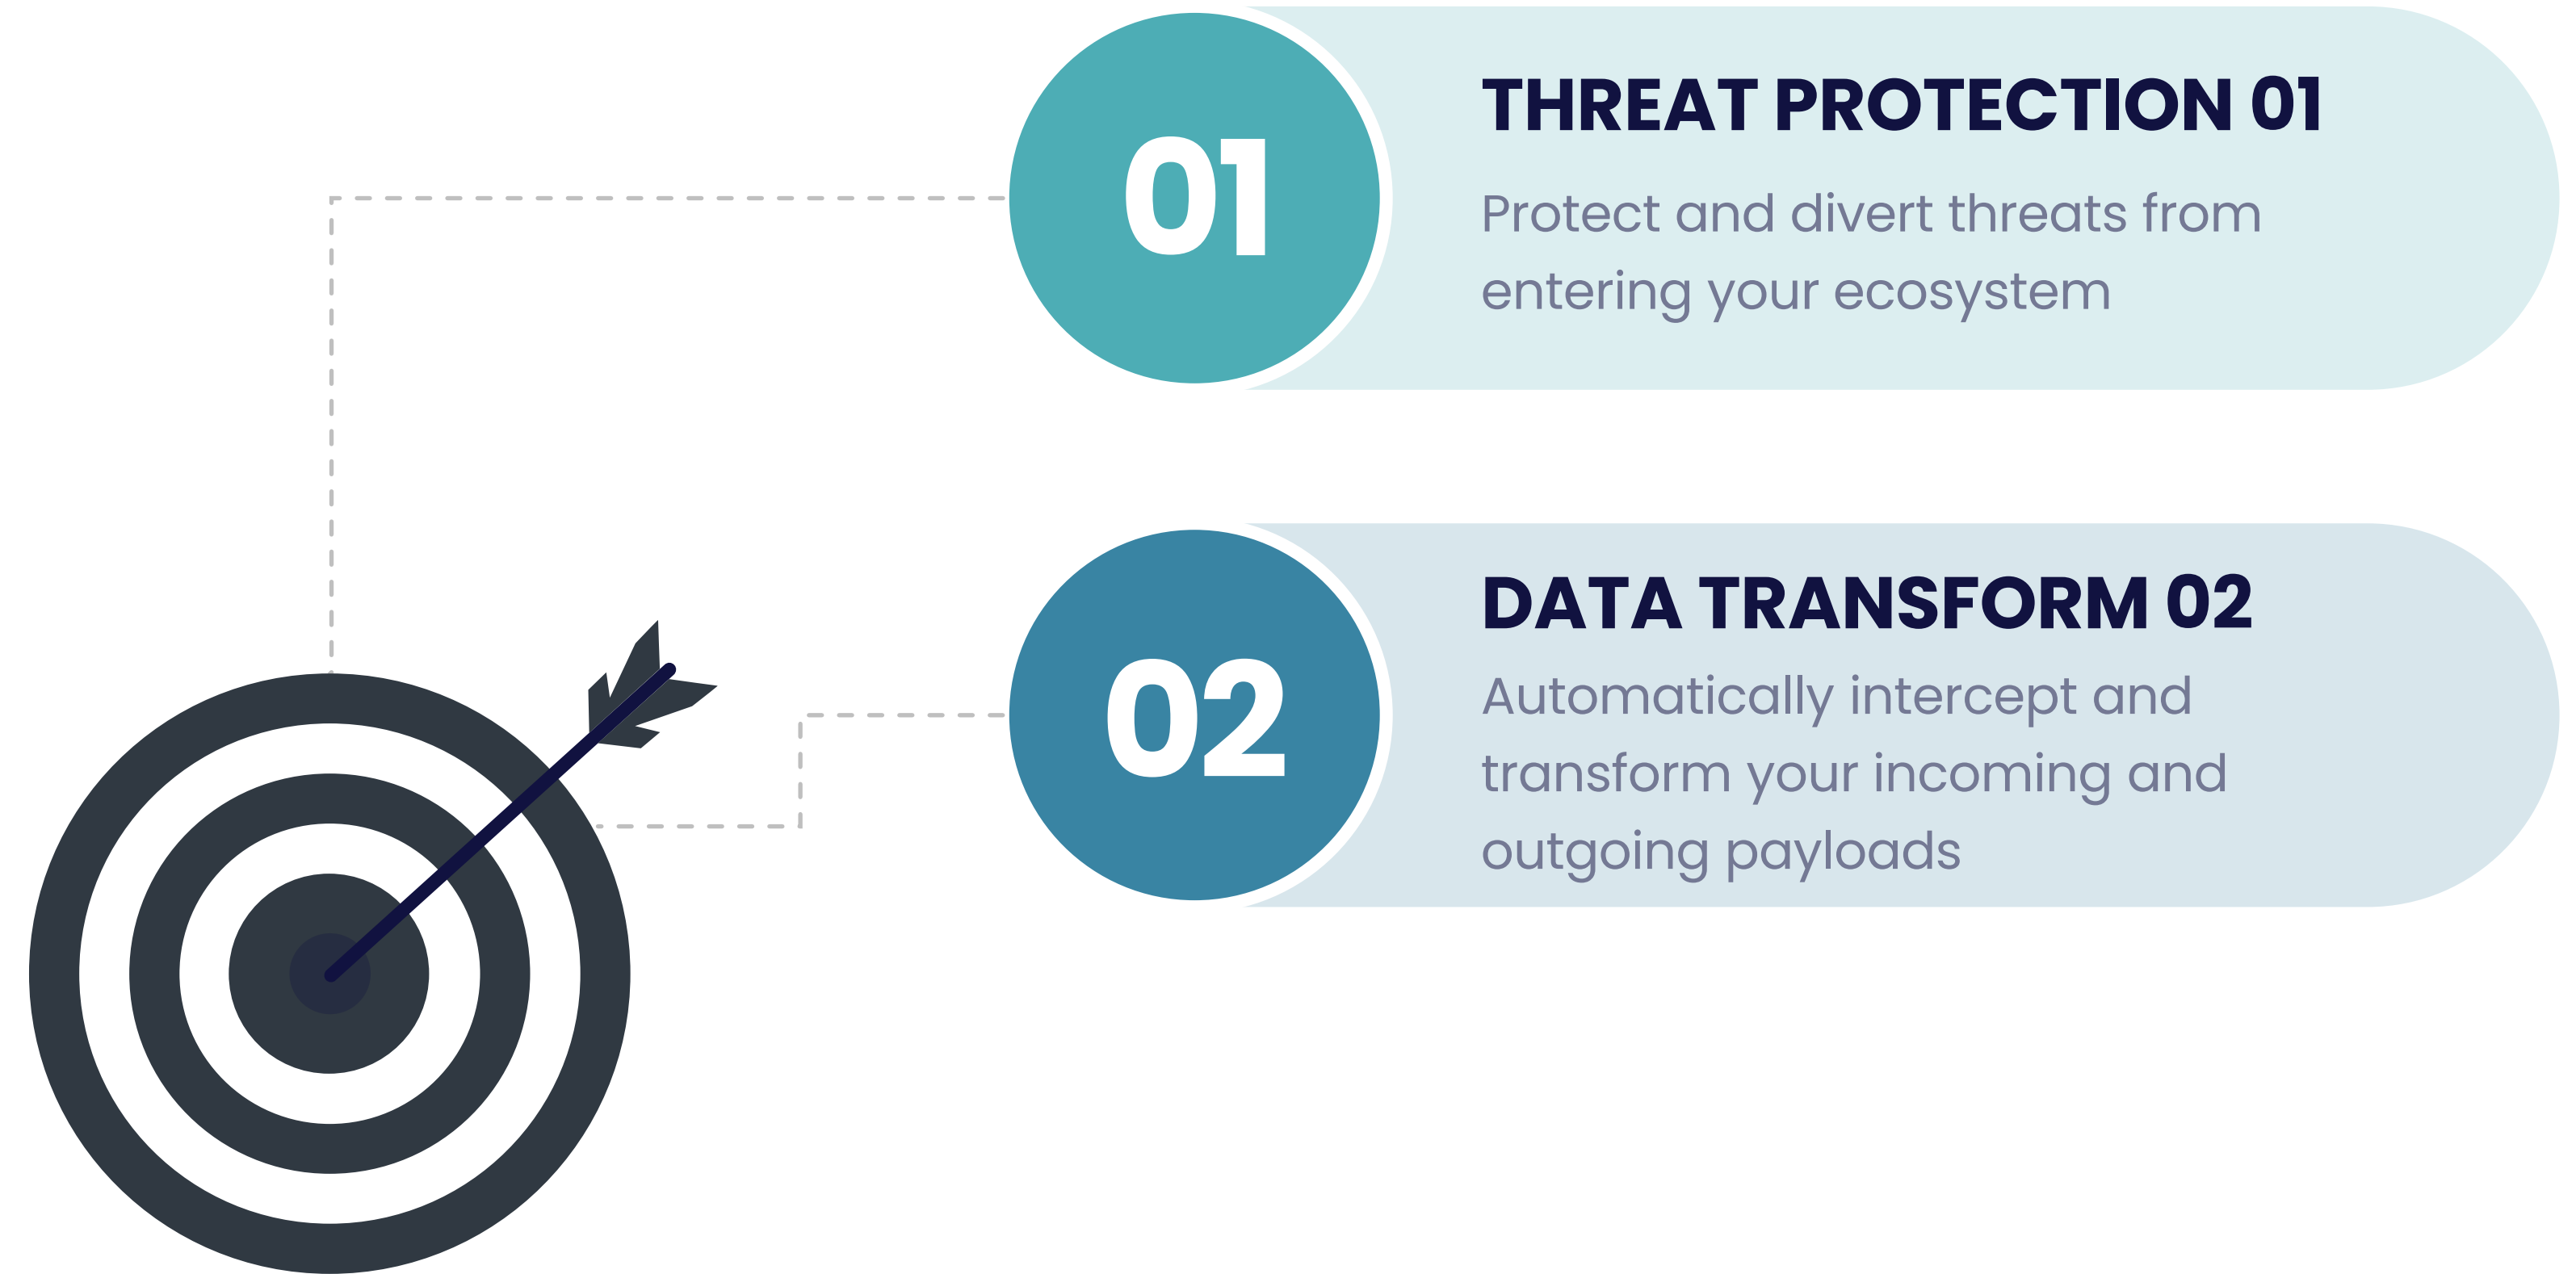 01
THREAT PROTECTION 01
Protect and divert threats from
entering your ecosystem
02
DATA TRANSFORM 02
Automatically intercept and
transform your incoming and
outgoing payloads